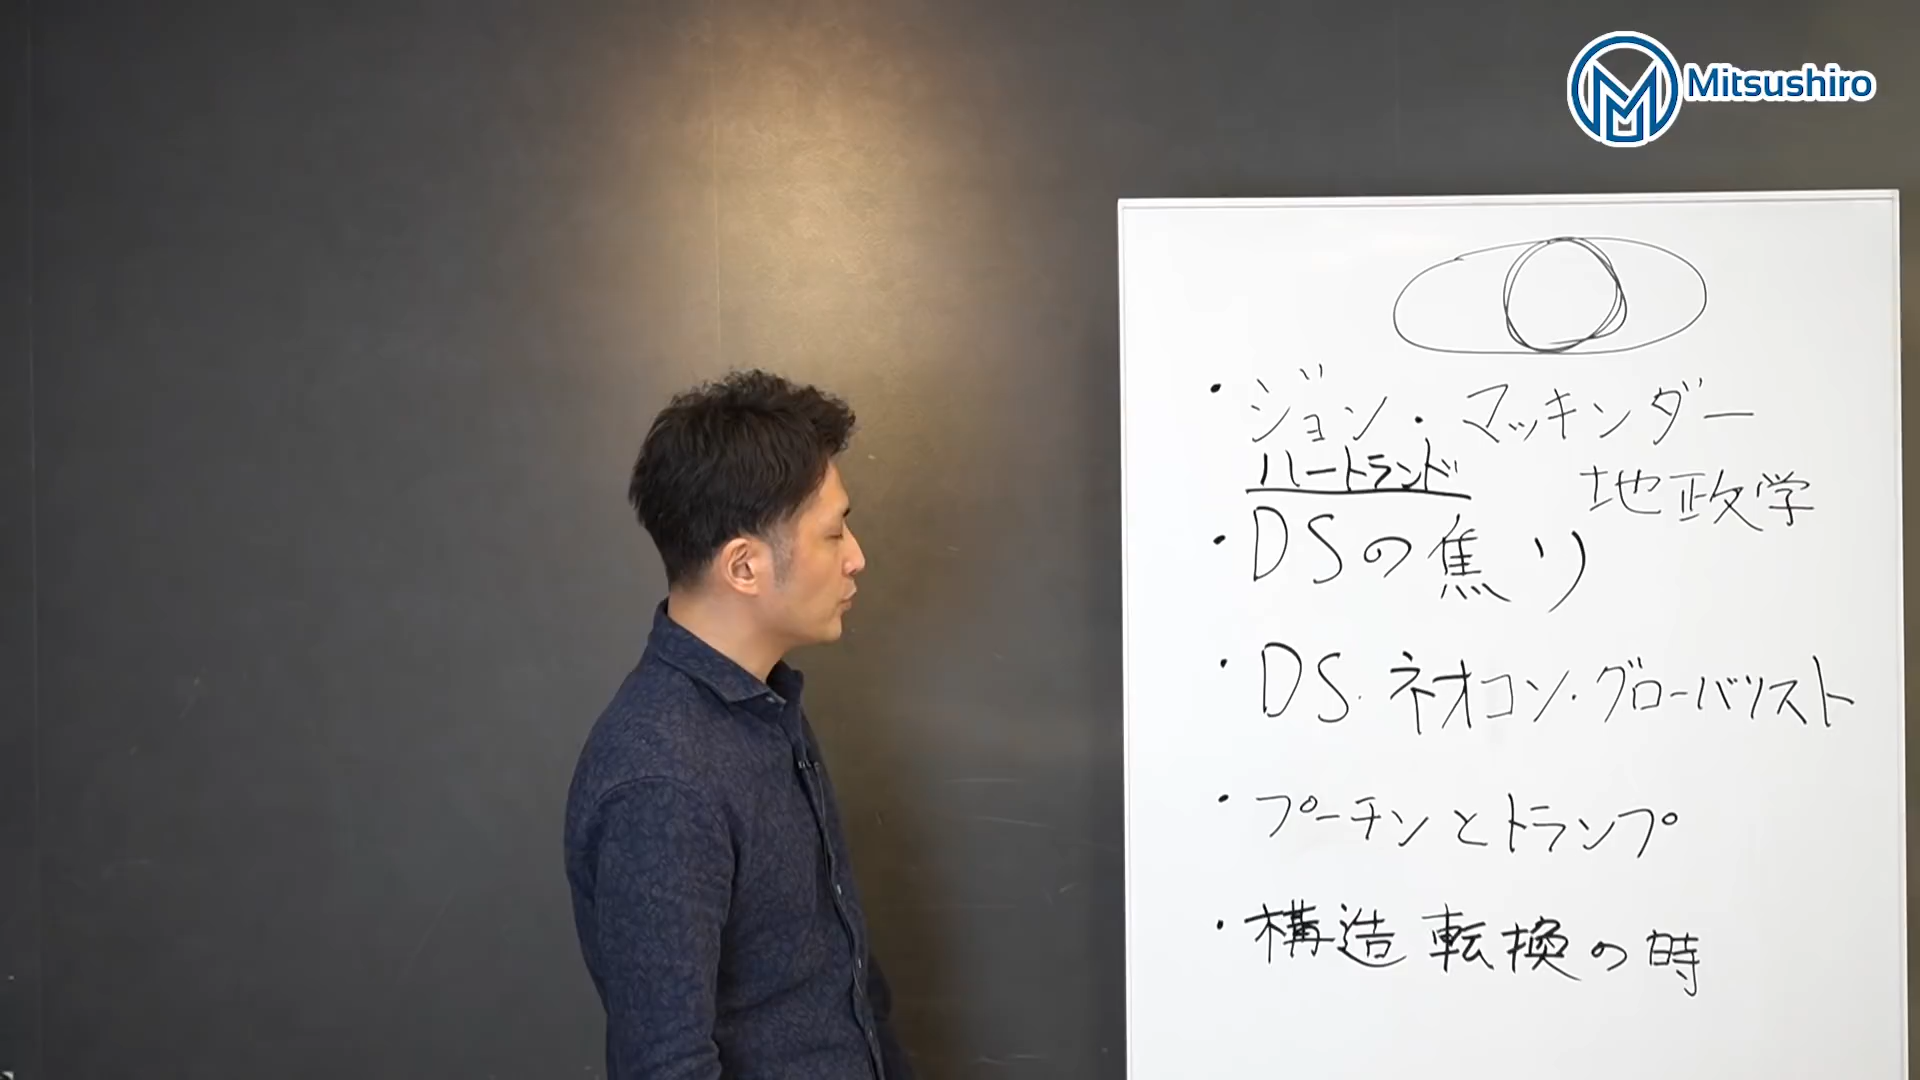 Mitsushiro
・ジョン・マッキンダー
ハートランド
地政学
・DSの焦り
・DS・ネオコン・グローバリスト
・プーチンとトランプ
・構造転換の時